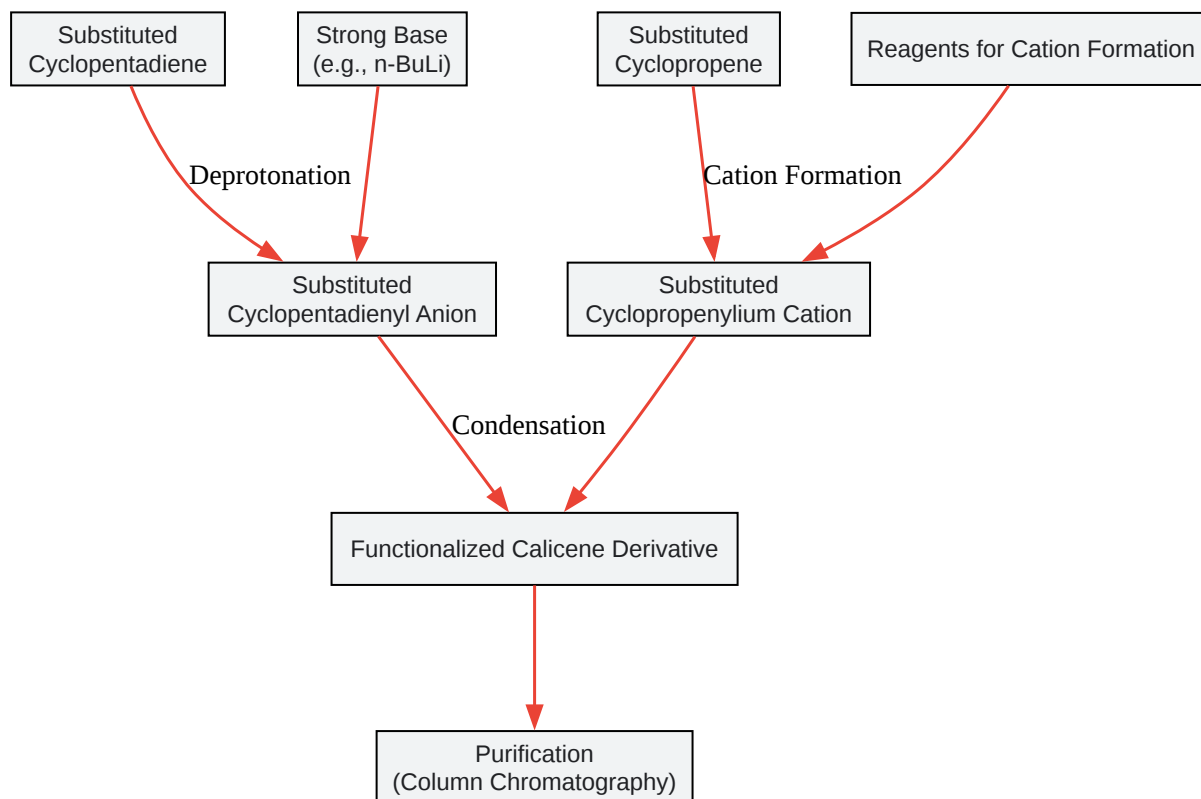 Substituted
Cyclopentadiene
Strong Base
(e.g., n-BuLi)
Substituted
Cyclopropene
Reagents for Cation Formation
Deprotonation
Cation Formation
Substituted
Cyclopentadienyl Anion
Substituted
Cyclopropenylium Cation
Condensation
Functionalized Calicene Derivative
Purification
(Column Chromatography)